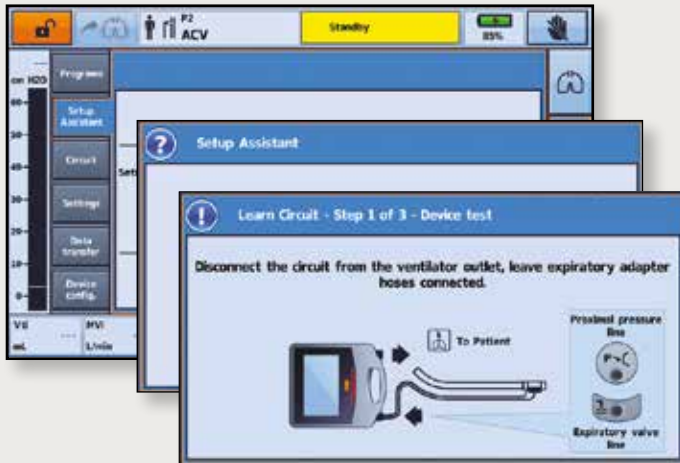 P2
ACV
Standby
85%
cm H2O
60
50
40
30
20
10
0
Programs
Setup
Assistant
Circuit
Settings
Data
transfer
Device
config.
mL
MVI
L/min
Setup Assistant
Learn Circuit - Step 1 of 3 - Device test
Disconnect the circuit from the ventilator outlet, leave expiratory adapter
hoses connected.
To Patient
Proximal pressure
line
Expiratory valve
line